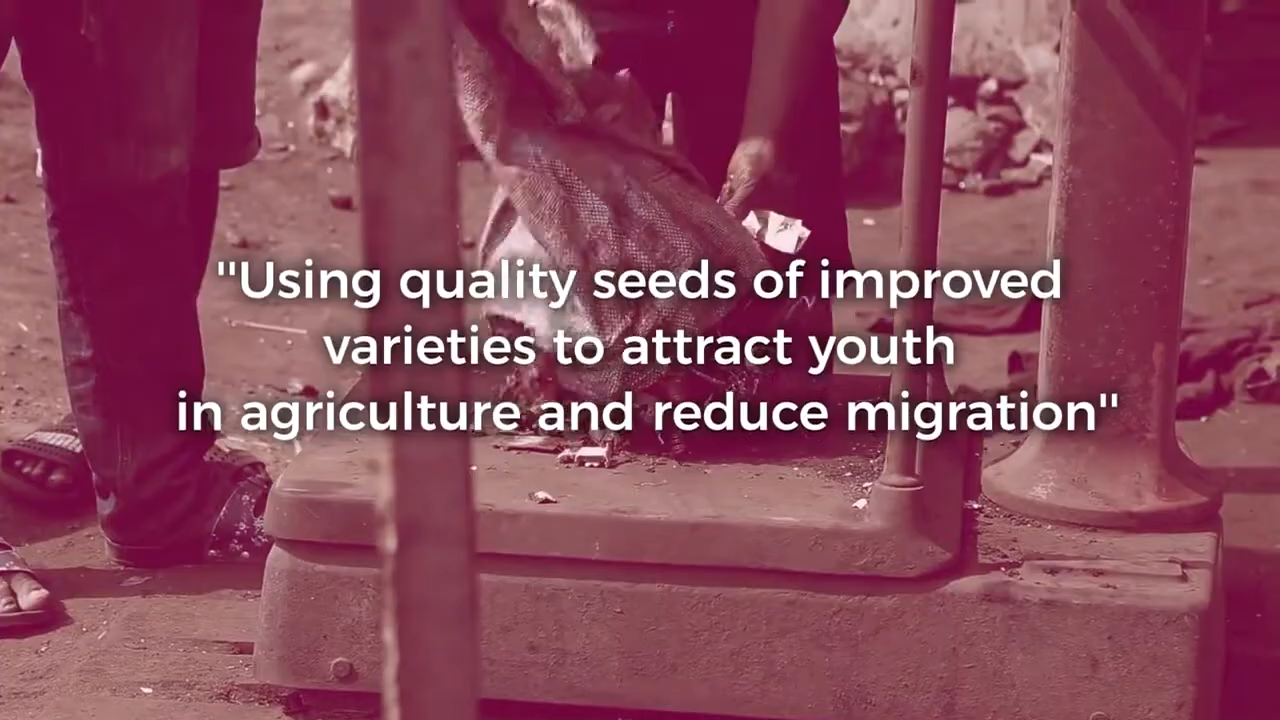 "Using quality seeds of improved
varieties to attract youth
in agriculture and reduce migration"